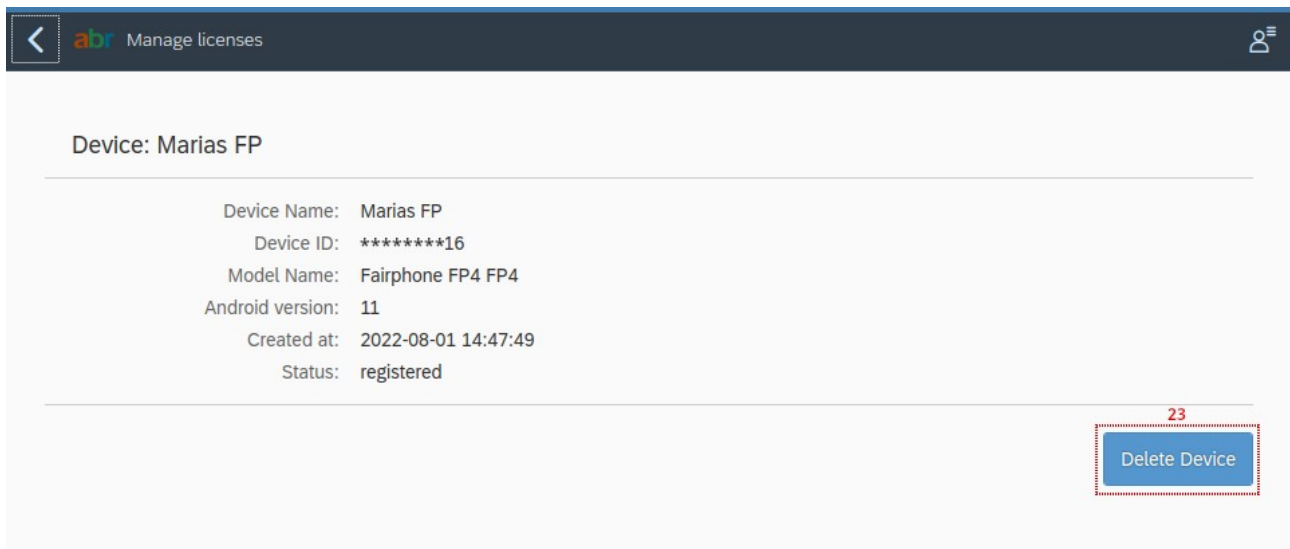 abr Manage licenses
Device: Marias FP
Device Name: Marias FP
Device ID: ********16
Model Name: Fairphone FP4 FP4
Android version: 11
Created at: 2022-08-01 14:47:49
Status: registered
23
Delete Device